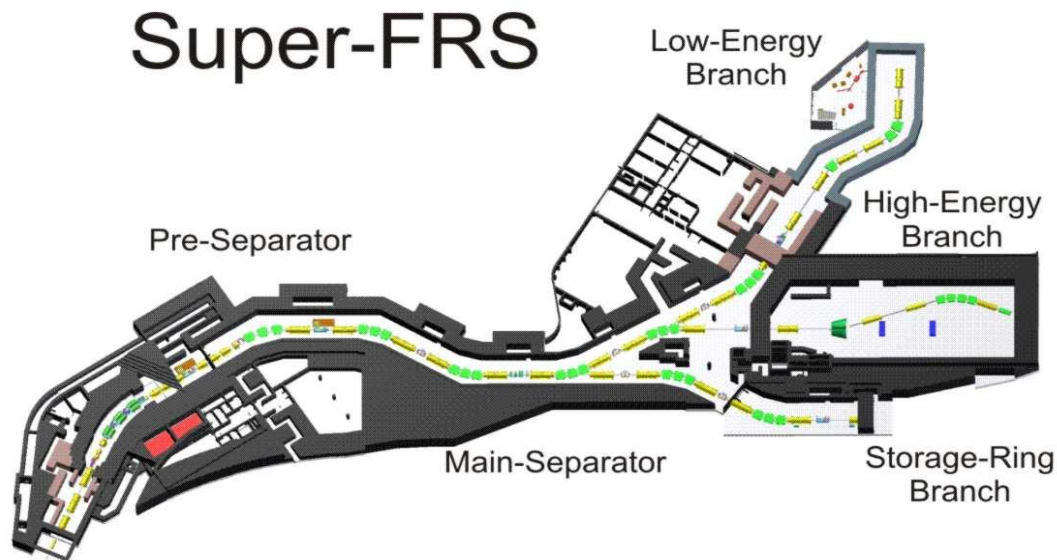 Super-FRS
Low-Energy
Branch
High-Energy
Branch
Pre-Separator
Main-Separator
Storage-Ring
Branch